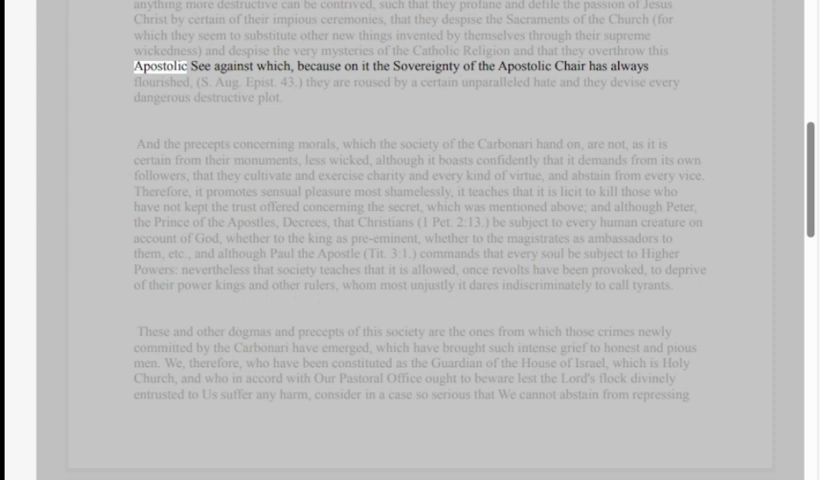 anything more destructive can be contrived, such that they profane and defile the passion of Jesus
Christ by certain of their impious ceremonies, that they despise the Sacraments of the Church (for
which they seem to substitute other new things invented by themselves through their supreme
wickedness) and despise the very mysteries of the Catholic Religion and that they overthrow this
Apostolic See against which, because on it the Sovereignty of the Apostolic Chair has always
flourished, (S. Aug. Epist. 43.) they are roused by a certain unparalleled hate and they devise every
dangerous destructive plot.
And the precepts concerning morals, which the society of the Carbonari hand on, are not, as it is
certain from their monuments, less wicked, although it boasts confidently that it demands from its own
followers, that they cultivate and exercise charity and every kind of virtue, and abstain from every vice.
Therefore, it promotes sensual pleasure most shamelessly, it teaches that it is licit to kill those who
have not kept the trust offered concerning the secret, which was mentioned above; and although Peter,
the Prince of the Apostles, Decrees, that Christians (1 Pet. 2:13.) be subject to every human creature on
account of God, whether to the king as pre-eminent, whether to the magistrates as ambassadors to
them, etc., and although Paul the Apostle (Tit. 3:1.) commands that every soul be subject to Higher
Powers: nevertheless that society teaches that it is allowed, once revolts have been provoked, to deprive
of their power kings and other rulers, whom most unjustly it dares indiscriminately to call tyrants.
These and other dogmas and precepts of this society are the ones from which those crimes newly
committed by the Carbonari have emerged, which have brought such intense grief to honest and pious
men. We, therefore, who have been constituted as the Guardian of the House of Israel, which is Holy
Church, and who in accord with Our Pastoral Office ought to beware lest the Lord's flock divinely
entrusted to Us suffer any harm, consider in a case so serious that We cannot abstain from repressing